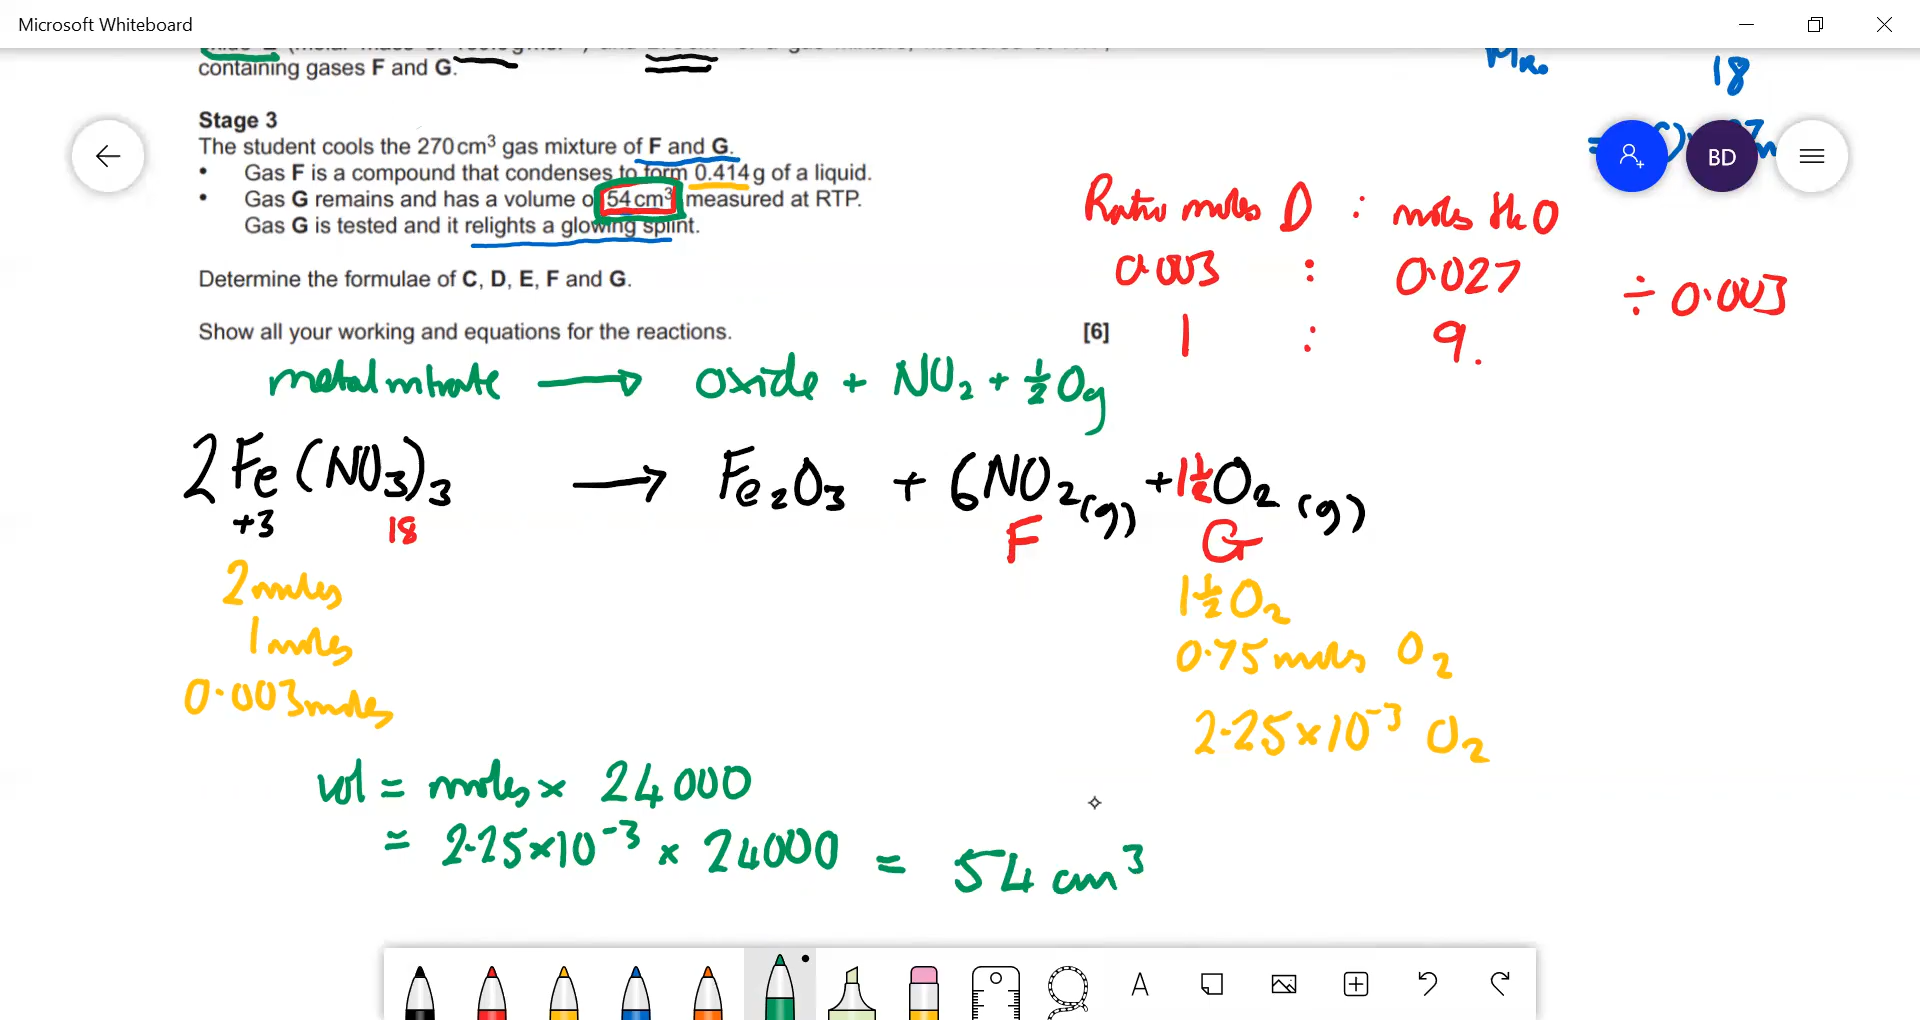 Microsoft Whiteboard
containing gases F and G.
MR.
18
Stage 3
The student cools the 270 cm³ gas mixture of F and G.
• Gas F is a compound that condenses to form 0.414 g of a liquid.
• Gas G remains and has a volume of 54 cm³ measured at RTP.
Gas G is tested and it relights a glowing splint.
BD
Ratio moles D : moles H₂O
0.003 : 0.027 ÷ 0.003
1 : 9.
Determine the formulae of C, D, E, F and G.
Show all your working and equations for the reactions. [6]
metal nitrate → oxide + NO₂ + ½ O₂
2Fe(NO₃)₃ → Fe₂O₃ + 6NO₂(g) + 1½O₂(g)
+3 18 F G
2 moles 1½O₂
1 moles 0.75 moles O₂
0.003 moles 2.25×10⁻³ O₂
vol = moles × 24000
= 2.25×10⁻³ × 24000 = 54 cm³
A